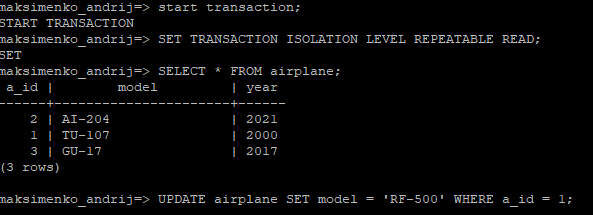 maksimenko_andrij=> start transaction;
START TRANSACTION
maksimenko_andrij=> SET TRANSACTION ISOLATION LEVEL REPEATABLE READ;
SET
maksimenko_andrij=> SELECT * FROM airplane;
 a_id |         model          | year
------+------------------------+------
    2 | AI-204                 | 2021
    1 | TU-107                 | 2000
    3 | GU-17                  | 2017
(3 rows)
maksimenko_andrij=> UPDATE airplane SET model = 'RF-500' WHERE a_id = 1;